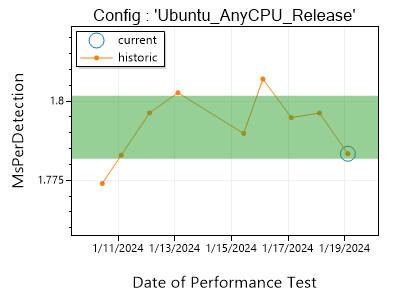 Config : 'Ubuntu_AnyCPU_Release'
current
historic
MsPerDetection
1.8
1.775
1/11/2024 1/13/2024 1/15/2024 1/17/2024 1/19/2024
Date of Performance Test